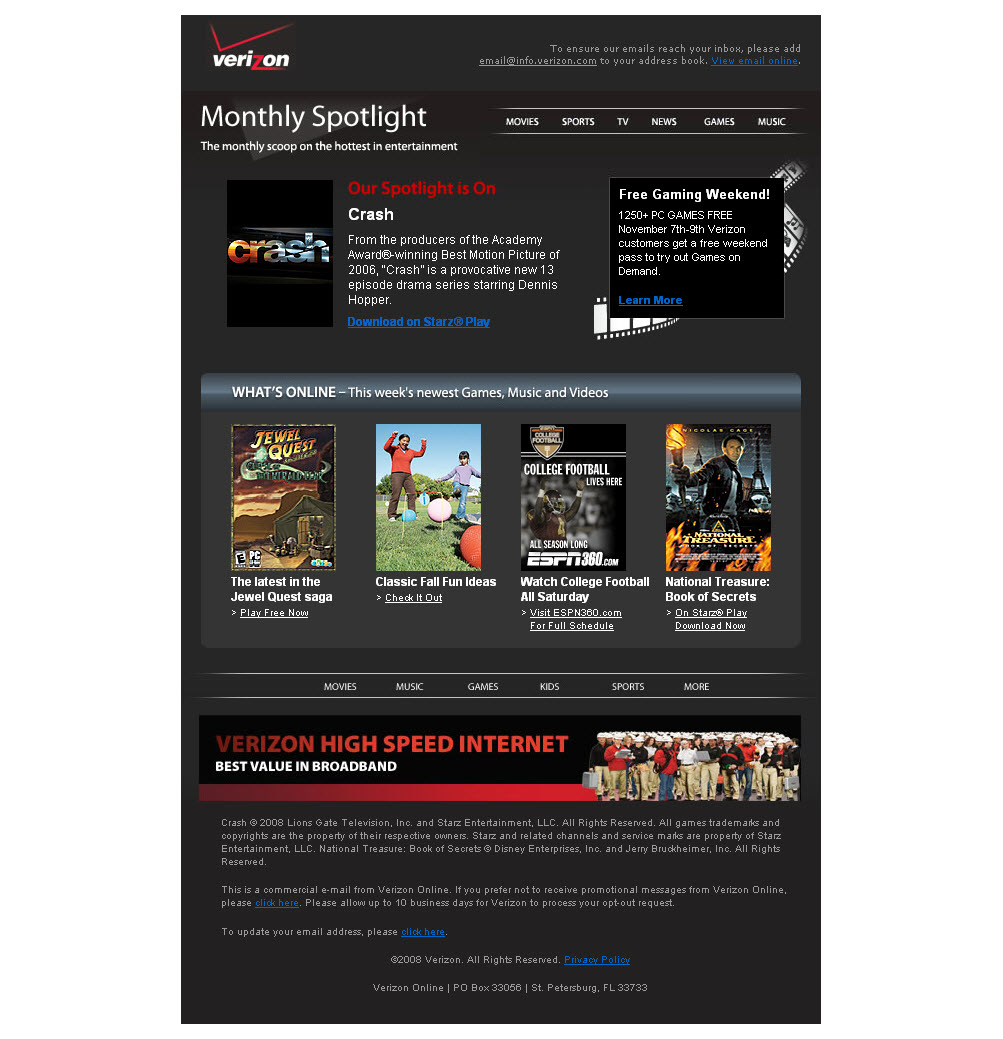 verizon
To ensure our emails reach your inbox, please add
email@info.verizon.com to your address book. View email online.
Monthly Spotlight
The monthly scoop on the hottest in entertainment
MOVIES SPORTS TV NEWS GAMES MUSIC
crash
Our Spotlight is On
Crash
From the producers of the Academy
Award®-winning Best Motion Picture of
2006, "Crash" is a provocative new 13
episode drama series starring Dennis
Hopper.
Download on Starz® Play
Free Gaming Weekend!
1250+ PC GAMES FREE
November 7th-9th Verizon
customers get a free weekend
pass to try out Games on
Demand.
Learn More
WHAT'S ONLINE – This week's newest Games, Music and Videos
JEWEL
QUEST
E PC
The latest in the
Jewel Quest saga
> Play Free Now
Classic Fall Fun Ideas
> Check It Out
COLLEGE
FOOTBALL
COLLEGE FOOTBALL
LIVES HERE
ALL SEASON LONG
ESPN360.COM
Watch College Football
All Saturday
> Visit ESPN360.com
For Full Schedule
NICOLAS CAGE
NATIONAL
TREASURE
BOOK OF SECRETS
National Treasure:
Book of Secrets
> On Starz® Play
Download Now
MOVIES MUSIC GAMES KIDS SPORTS MORE
VERIZON HIGH SPEED INTERNET
BEST VALUE IN BROADBAND
Crash © 2008 Lions Gate Television, Inc. and Starz Entertainment, LLC. All Rights Reserved. All games trademarks and
copyrights are the property of their respective owners. Starz and related channels and service marks are property of Starz
Entertainment, LLC. National Treasure: Book of Secrets © Disney Enterprises, Inc. and Jerry Bruckheimer, Inc. All Rights
Reserved.
This is a commercial e-mail from Verizon Online. If you prefer not to receive promotional messages from Verizon Online,
please click here. Please allow up to 10 business days for Verizon to process your opt-out request.
To update your email address, please click here.
©2008 Verizon. All Rights Reserved. Privacy Policy
Verizon Online | PO Box 33056 | St. Petersburg, FL 33733